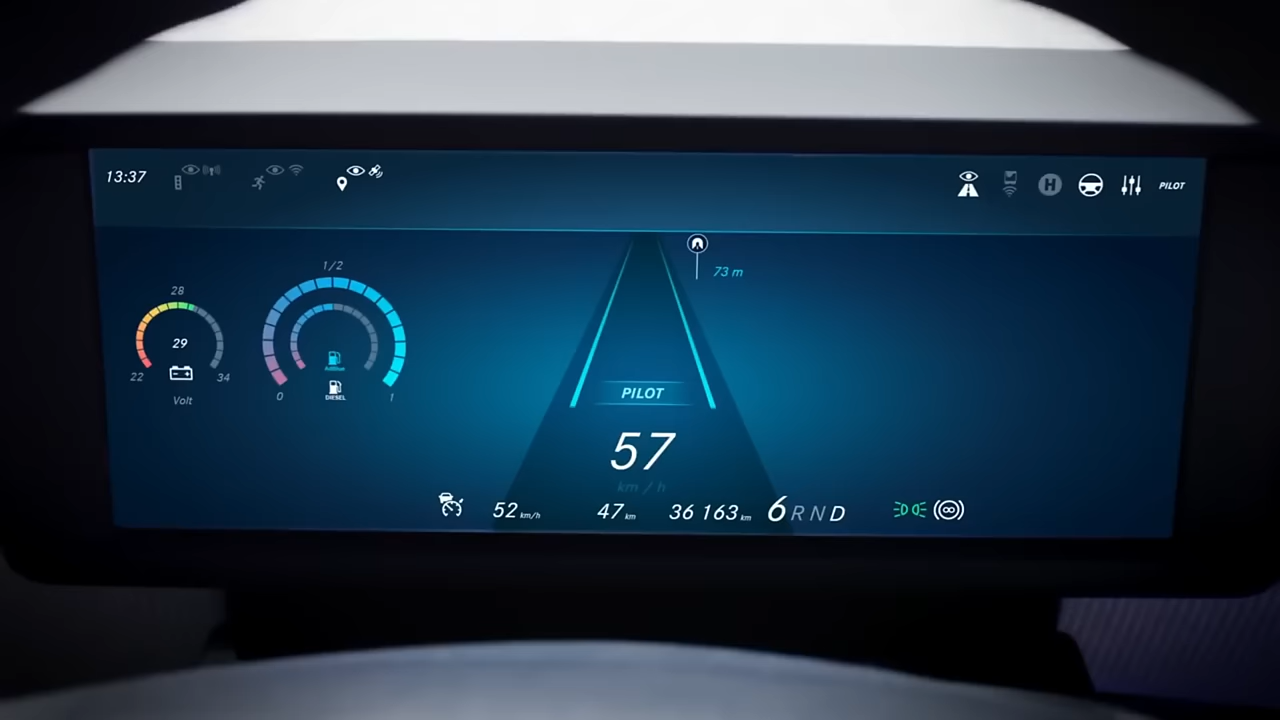 13:37
H
PILOT
73 m
1/2
28
29
22
34
Volt
AdBlue
DIESEL
0
1
PILOT
57
km / h
52 km/h
47 km
36 163 km
6 R N D